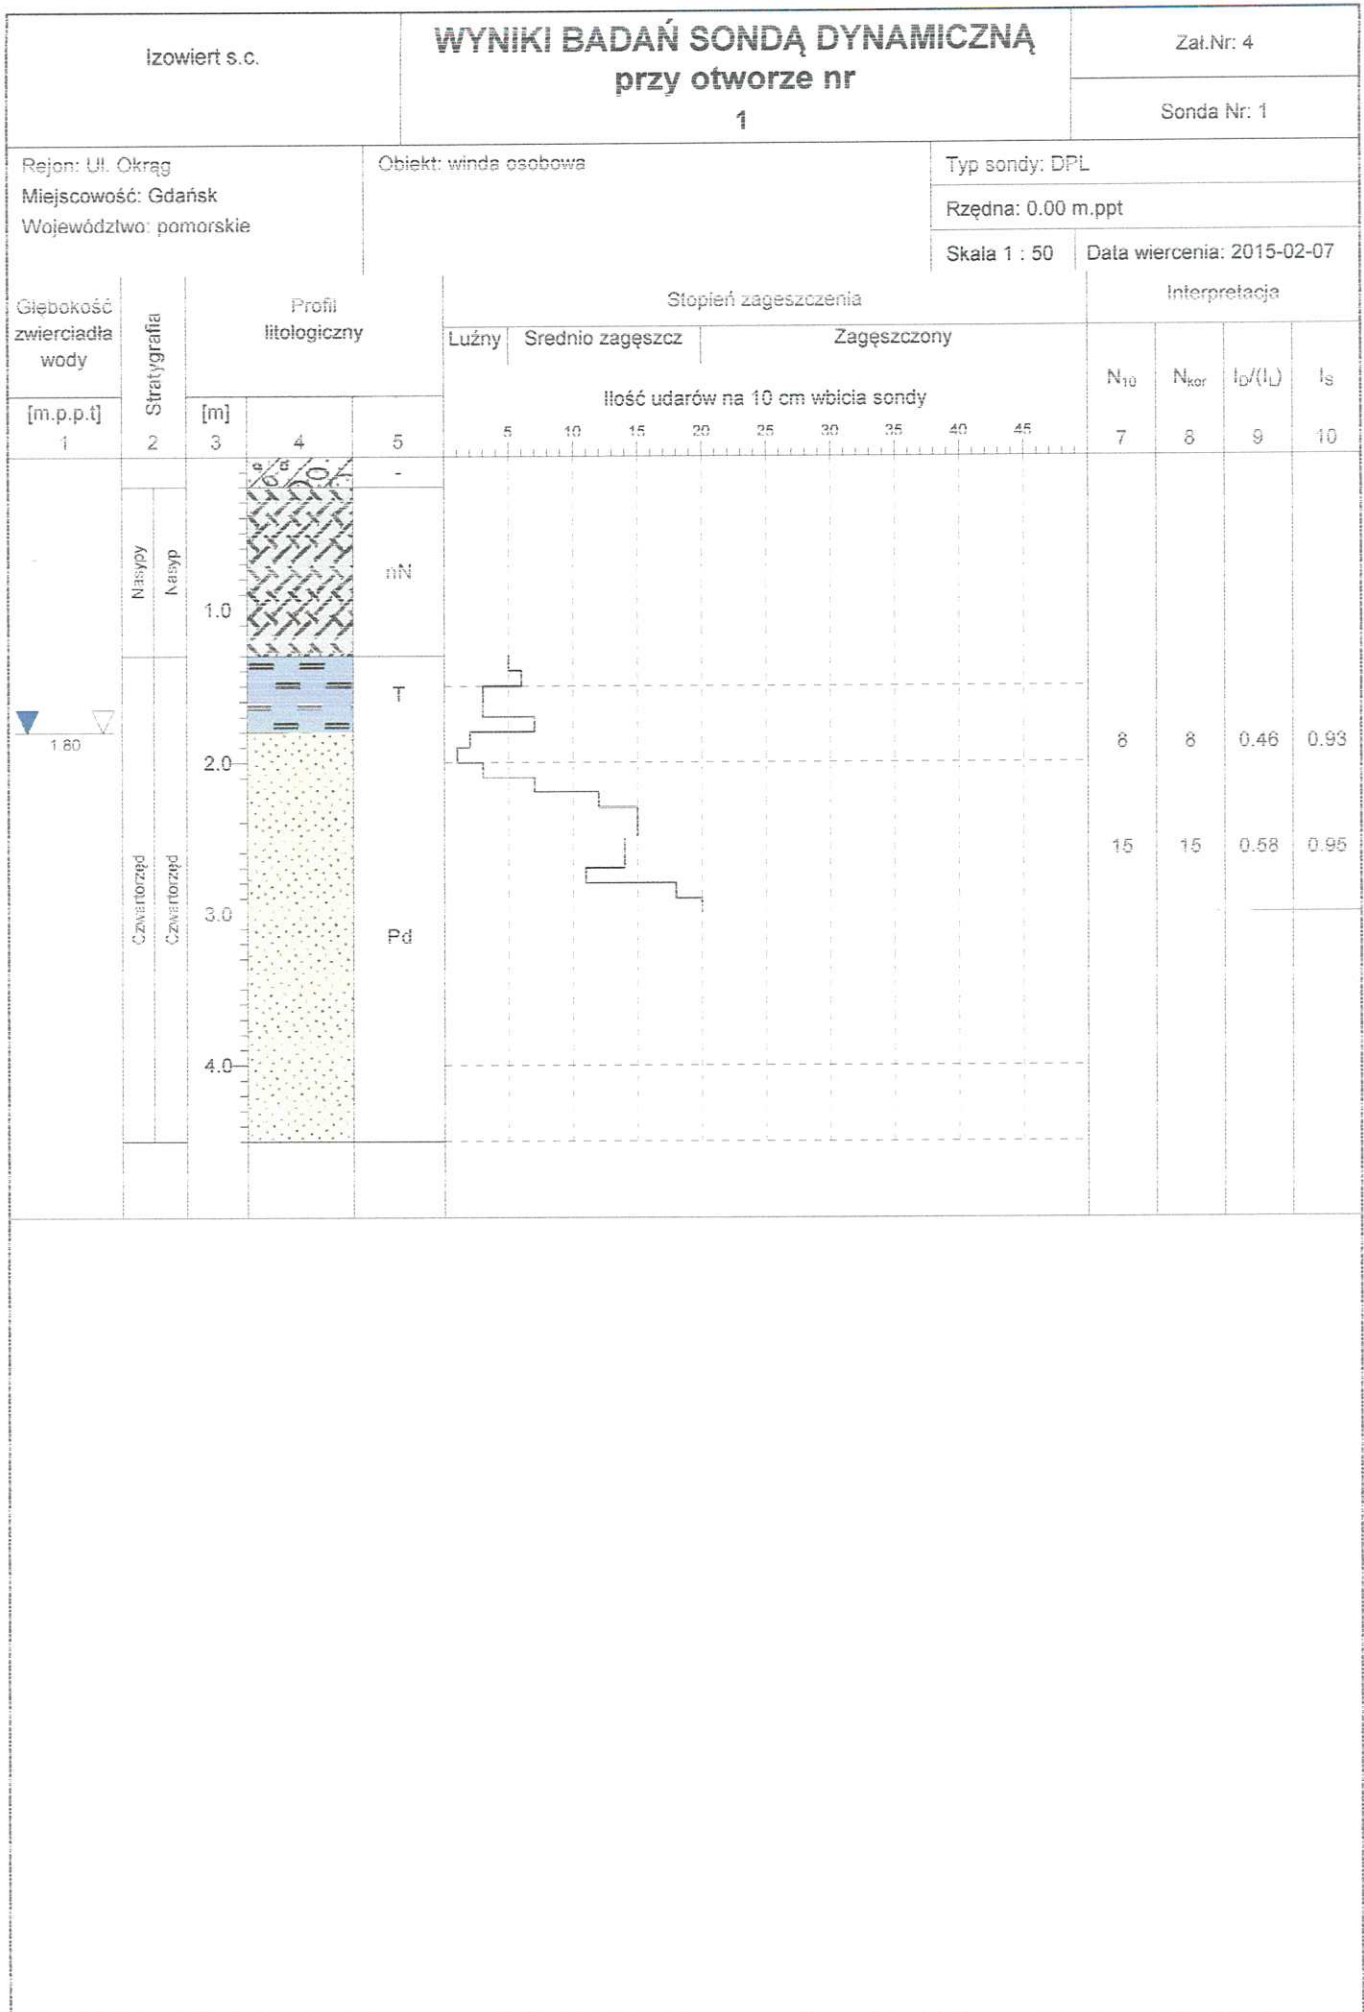 Izowiert s.c.
WYNIKI BADAŃ SONDĄ DYNAMICZNĄ
przy otworze nr
1
Zał.Nr: 4
Sonda Nr: 1
Rejon: Ul. Okrąg
Miejscowość: Gdańsk
Województwo: pomorskie
Obiekt: winda osobowa
Typ sondy: DPL
Rzędna: 0.00 m.ppt
Skala 1 : 50
Data wiercenia: 2015-02-07
Głębokość
zwierciadła
wody
[m.p.p.t]
1
Stratygrafia
2
Profil
litologiczny
[m]
3
4
5
Stopień zagęszczenia
Luźny
Srednio zagęszcz
Zagęszczony
Ilość udarów na 10 cm wbicia sondy
5 10 15 20 25 30 35 40 45
Interpretacja
N10 Nkor ID/(IL) IS
7 8 9 10
-
Nasypy
Nasyp
nN
1.0
T
1.80
8 8 0.46 0.93
2.0
15 15 0.58 0.95
Czwartorzęd
Czwartorzęd
3.0
Pd
4.0